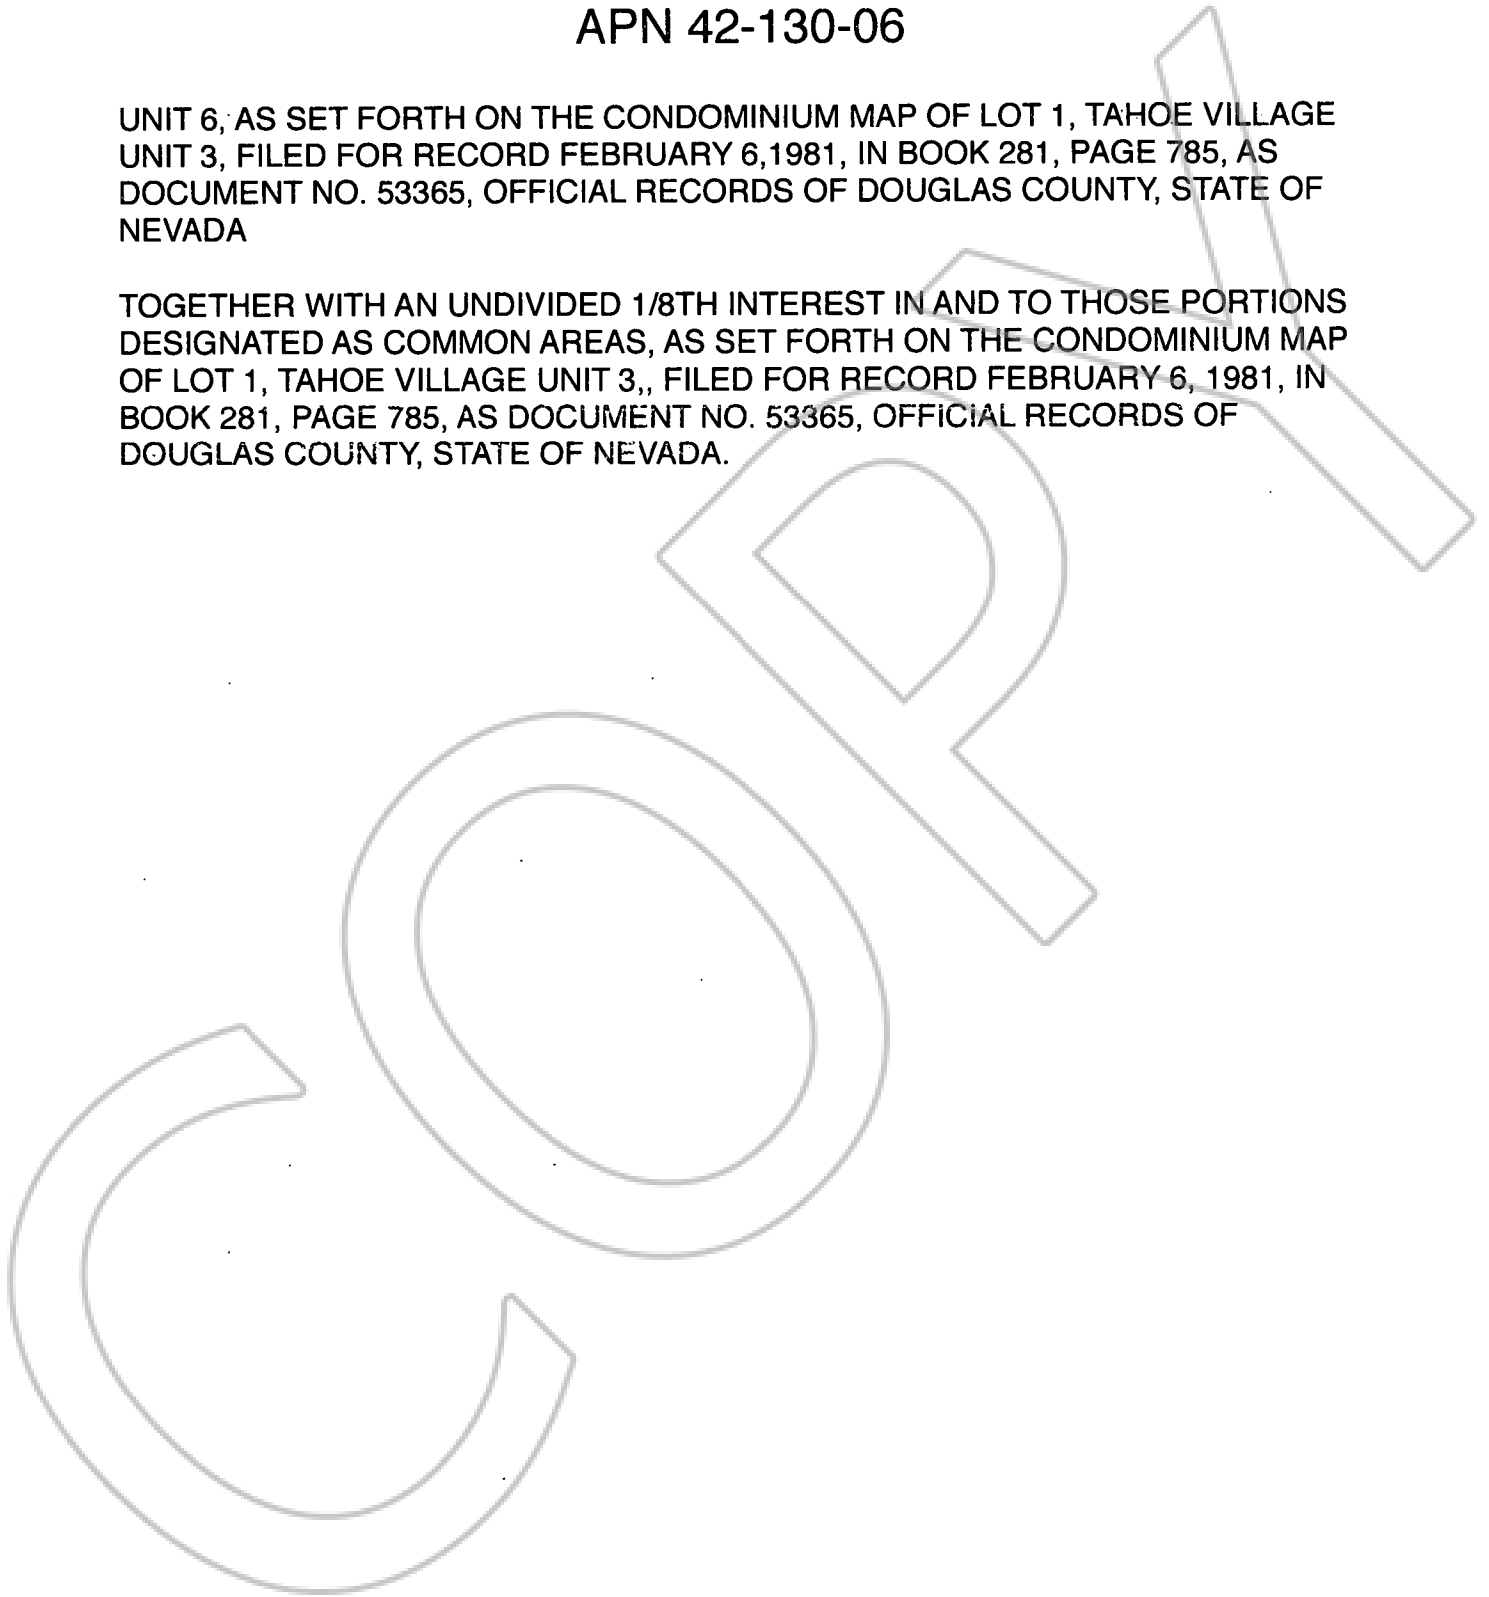 APN 42-130-06
UNIT 6, AS SET FORTH ON THE CONDOMINIUM MAP OF LOT 1, TAHOE VILLAGE
UNIT 3, FILED FOR RECORD FEBRUARY 6,1981, IN BOOK 281, PAGE 785, AS
DOCUMENT NO. 53365, OFFICIAL RECORDS OF DOUGLAS COUNTY, STATE OF
NEVADA
TOGETHER WITH AN UNDIVIDED 1/8TH INTEREST IN AND TO THOSE PORTIONS
DESIGNATED AS COMMON AREAS, AS SET FORTH ON THE CONDOMINIUM MAP
OF LOT 1, TAHOE VILLAGE UNIT 3,, FILED FOR RECORD FEBRUARY 6, 1981, IN
BOOK 281, PAGE 785, AS DOCUMENT NO. 53365, OFFICIAL RECORDS OF
DOUGLAS COUNTY, STATE OF NEVADA.
COPY